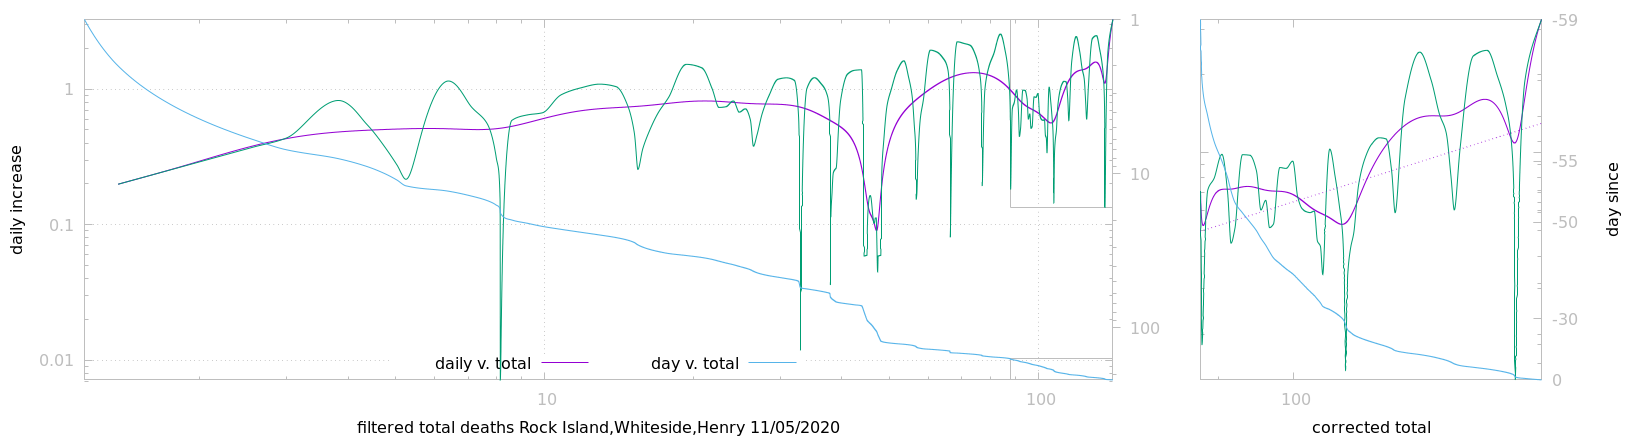 1
0.1
0.01
daily increase
10
100
1
10
100
daily v. total
day v. total
filtered total deaths Rock Island,Whiteside,Henry 11/05/2020
-59
-55
-50
-30
0
day since
100
corrected total